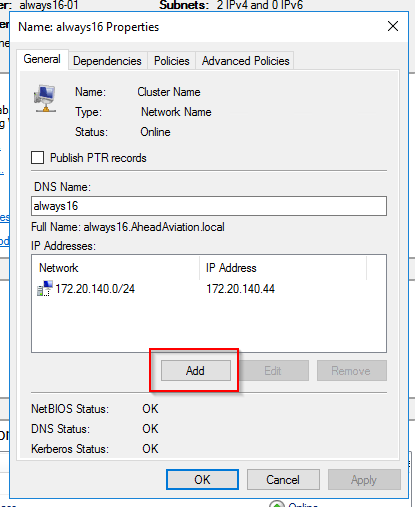 er: always16-01 Subnets: 2 IPv4 and 0 IPv6
Name: always16 Properties
General Dependencies Policies Advanced Policies
Name: Cluster Name
Type: Network Name
Status: Online
Publish PTR records
DNS Name:
always16
Full Name: always16.AheadAviation.local
IP Addresses:
Network IP Address
172.20.140.0/24 172.20.140.44
Add Edit Remove
NetBIOS Status: OK
DNS Status: OK
Kerberos Status: OK
OK Cancel Apply
Online